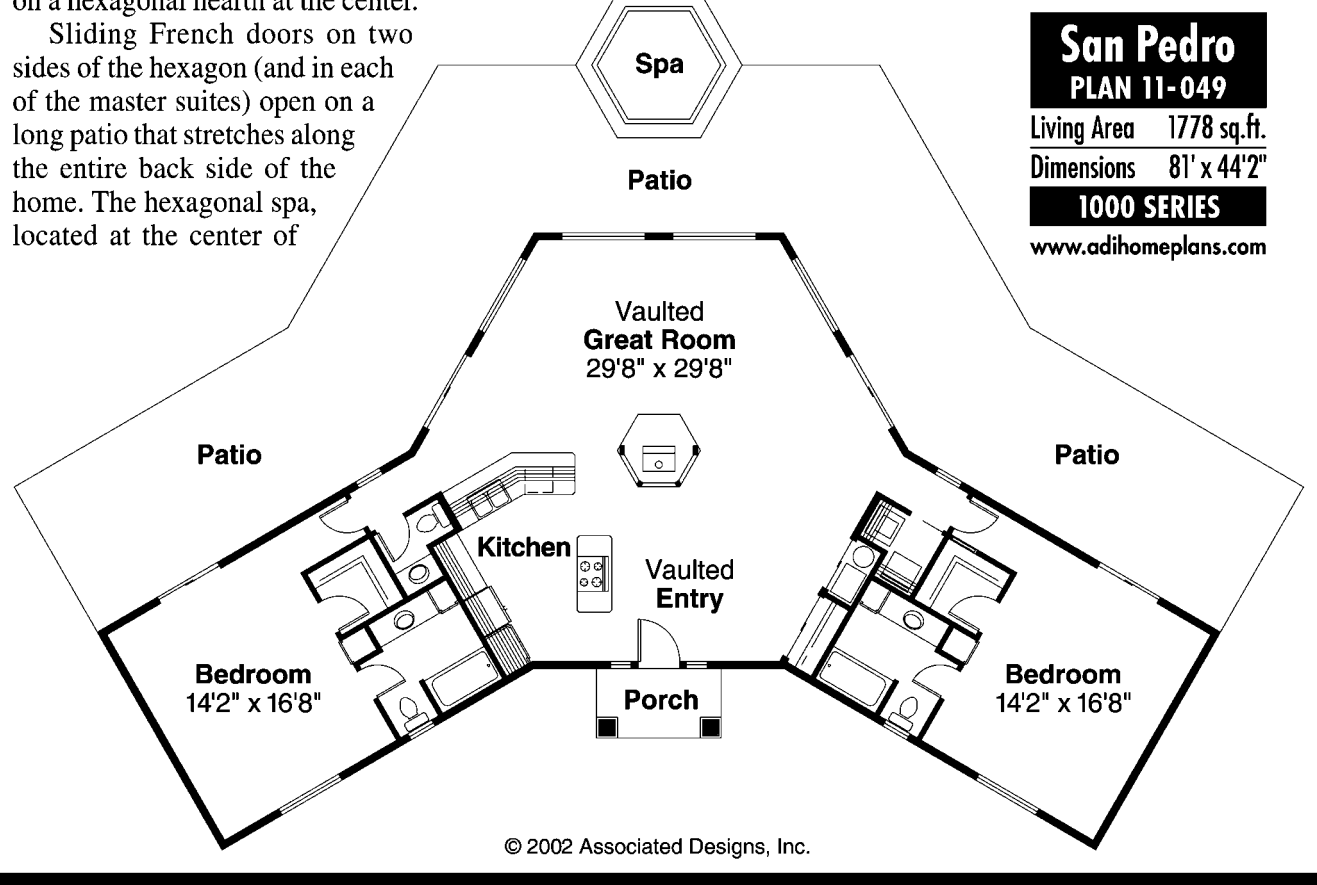 on a hexagonal hearth at the center.
Sliding French doors on two
sides of the hexagon (and in each
of the master suites) open on a
long patio that stretches along
the entire back side of the
home. The hexagonal spa,
located at the center of
Spa
San Pedro
PLAN 11-049
Living Area 1778 sq.ft.
Dimensions 81' x 44'2"
1000 SERIES
www.adihomeplans.com
Patio
Vaulted
Great Room
29'8" x 29'8"
Patio
Patio
Kitchen
Vaulted
Entry
Bedroom
14'2" x 16'8"
Porch
Bedroom
14'2" x 16'8"
© 2002 Associated Designs, Inc.